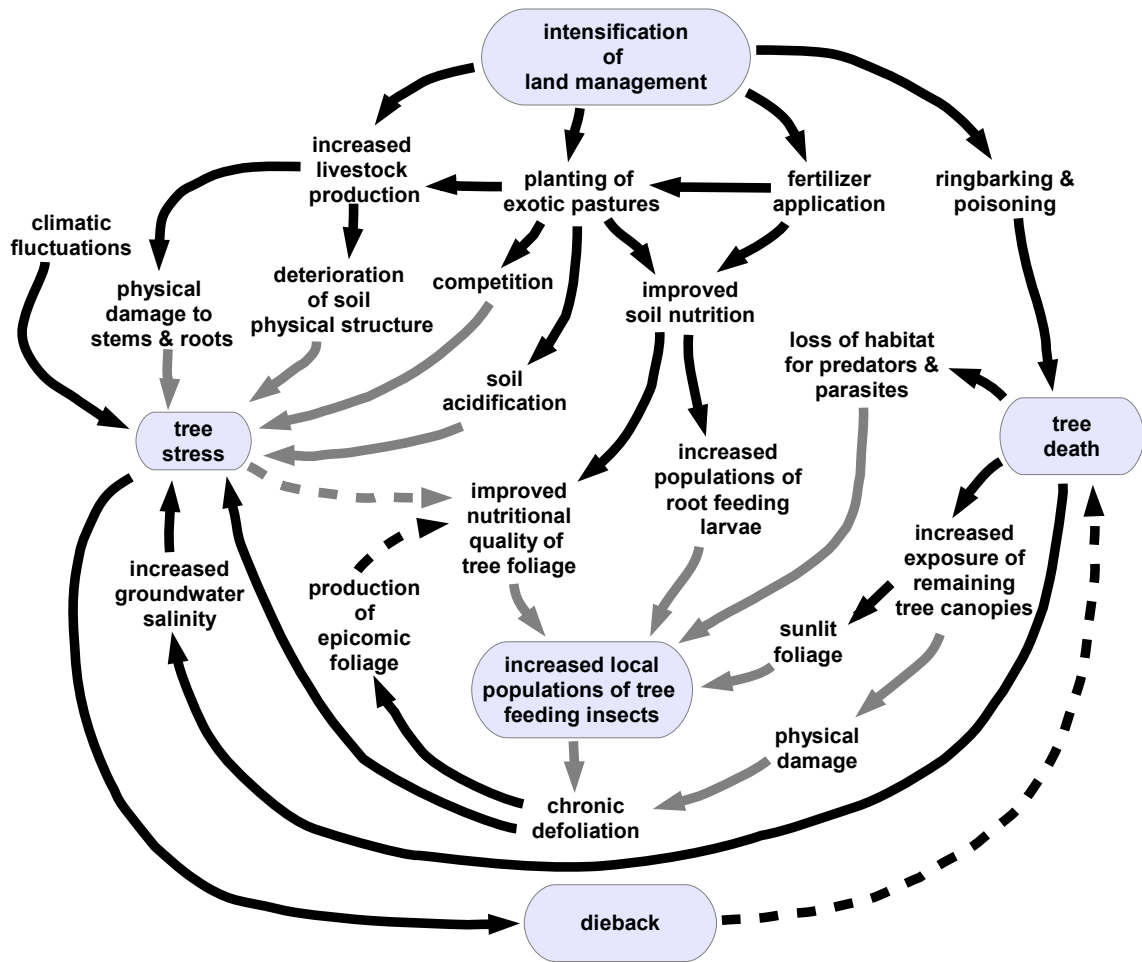 intensification
of
land management
increased
livestock
production
planting of
exotic pastures
fertilizer
application
ringbarking &
poisoning
climatic
fluctuations
physical
damage to
stems & roots
deterioration
of soil
physical structure
competition
improved
soil nutrition
loss of habitat
for predators &
parasites
soil
acidification
tree
stress
tree
death
increased
populations of
root feeding
larvae
improved
nutritional
quality of
tree foliage
increased
exposure of
remaining
tree canopies
increased
groundwater
salinity
production
of
epicomic
foliage
sunlit
foliage
increased local
populations of tree
feeding insects
physical
damage
chronic
defoliation
dieback